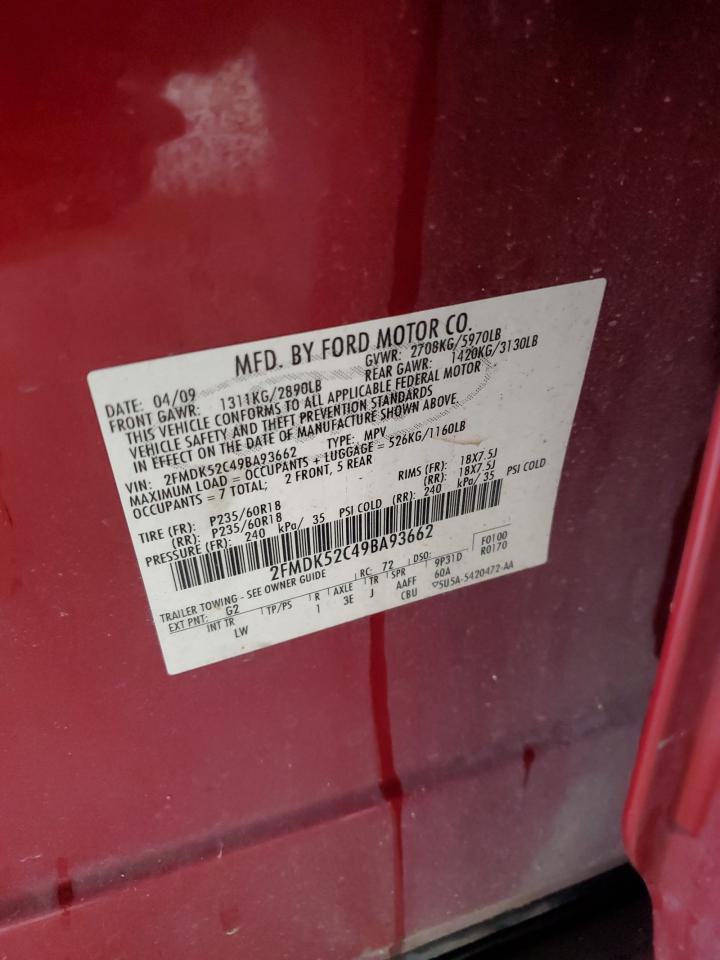 MFD. BY FORD MOTOR CO.
DATE: 04/09 GVWR: 2708KG/5970LB
FRONT GAWR: 1311KG/2890LB REAR GAWR: 1420KG/3130LB
THIS VEHICLE CONFORMS TO ALL APPLICABLE FEDERAL MOTOR
VEHICLE SAFETY AND THEFT PREVENTION STANDARDS
IN EFFECT ON THE DATE OF MANUFACTURE SHOWN ABOVE.
VIN: 2FMDK52C49BA93662 TYPE: MPV
MAXIMUM LOAD = OCCUPANTS + LUGGAGE = 526KG/1160LB
OCCUPANTS = 7 TOTAL; 2 FRONT, 5 REAR
TIRE (FR): P235/60R18 RIMS (FR): 18X7.5J
(RR): P235/60R18 (RR): 18X7.5J
PRESSURE (FR): 240 kPa/ 35 PSI COLD (RR): 240 kPa/ 35 PSI COLD
2FMDK52C49BA93662
TRAILER TOWING - SEE OWNER GUIDE RC: 72 DSO: F0100
EXT PNT: G2 9P31D R0170
INT TR TP/PS R AXLE TR SPR 60A
LW 1 3E J AAFF
CBU 5U5A-5420472-AA